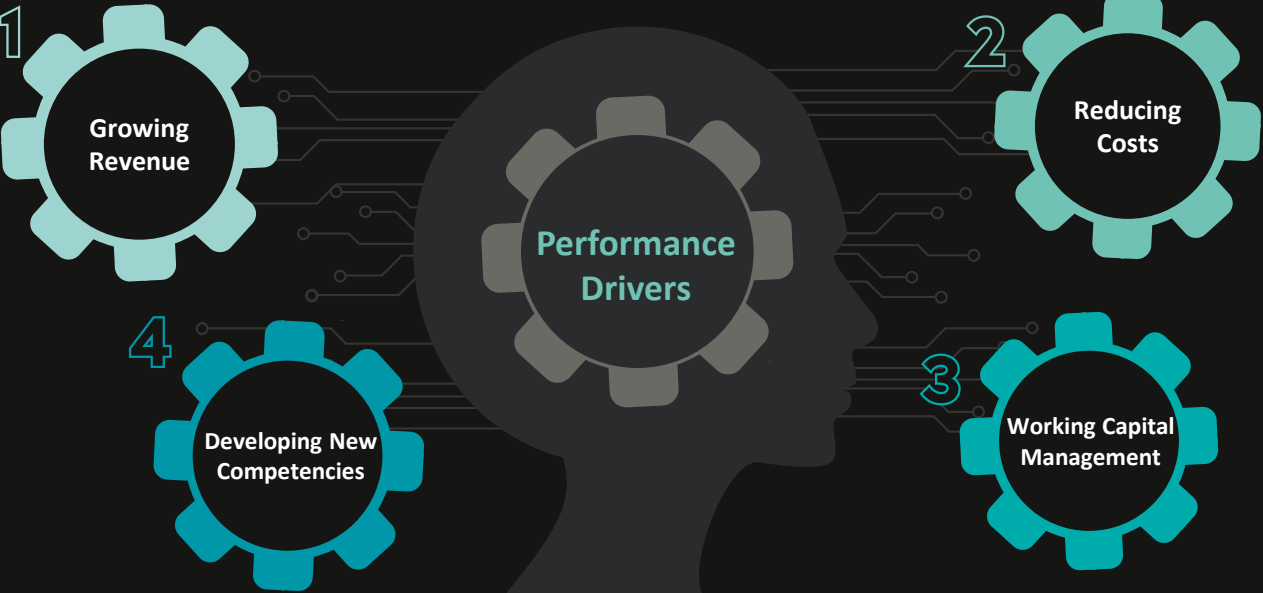 1
Growing
Revenue
2
Reducing
Costs
Performance
Drivers
3
Working Capital
Management
4
Developing New
Competencies